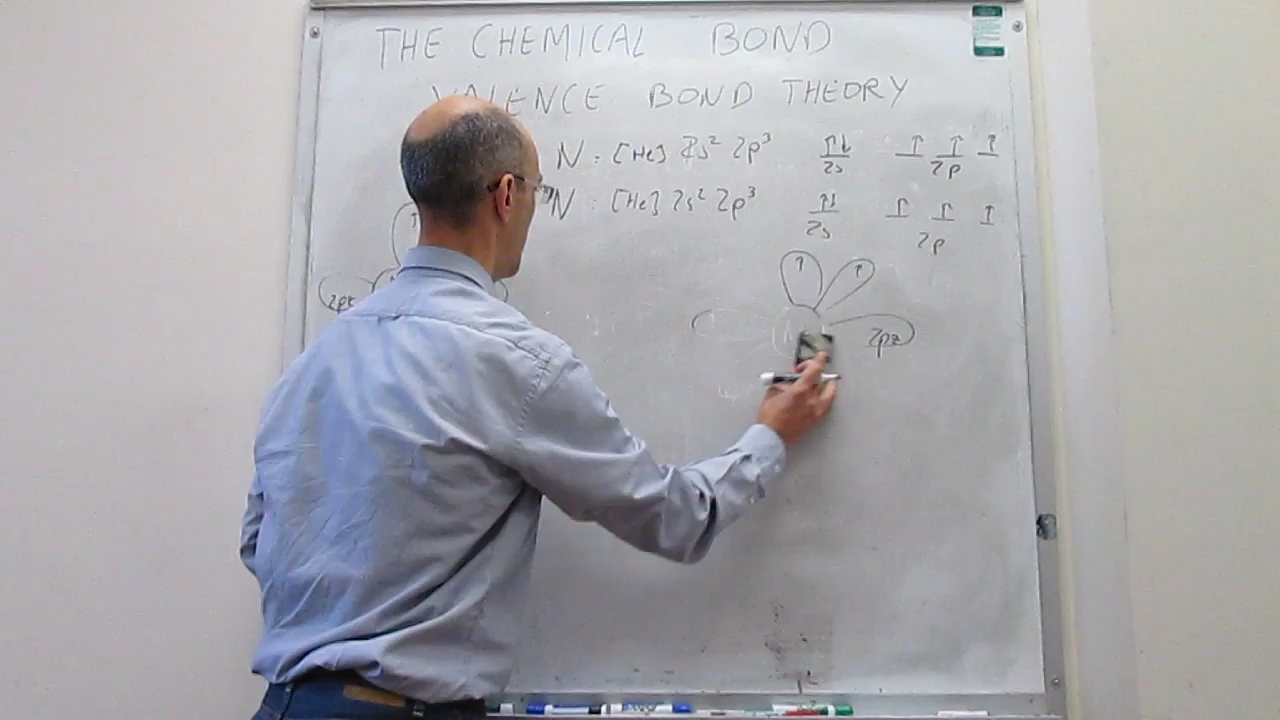 THE CHEMICAL BOND
VALENCE BOND THEORY
N: [He] 2s² 2p³ ↑↓ ↑ ↑ ↑
2s 2p
N: [He] 2s² 2p³ ↑↓ ↑ ↑ ↑
2s 2p
↑ ↑ ↑
2pz